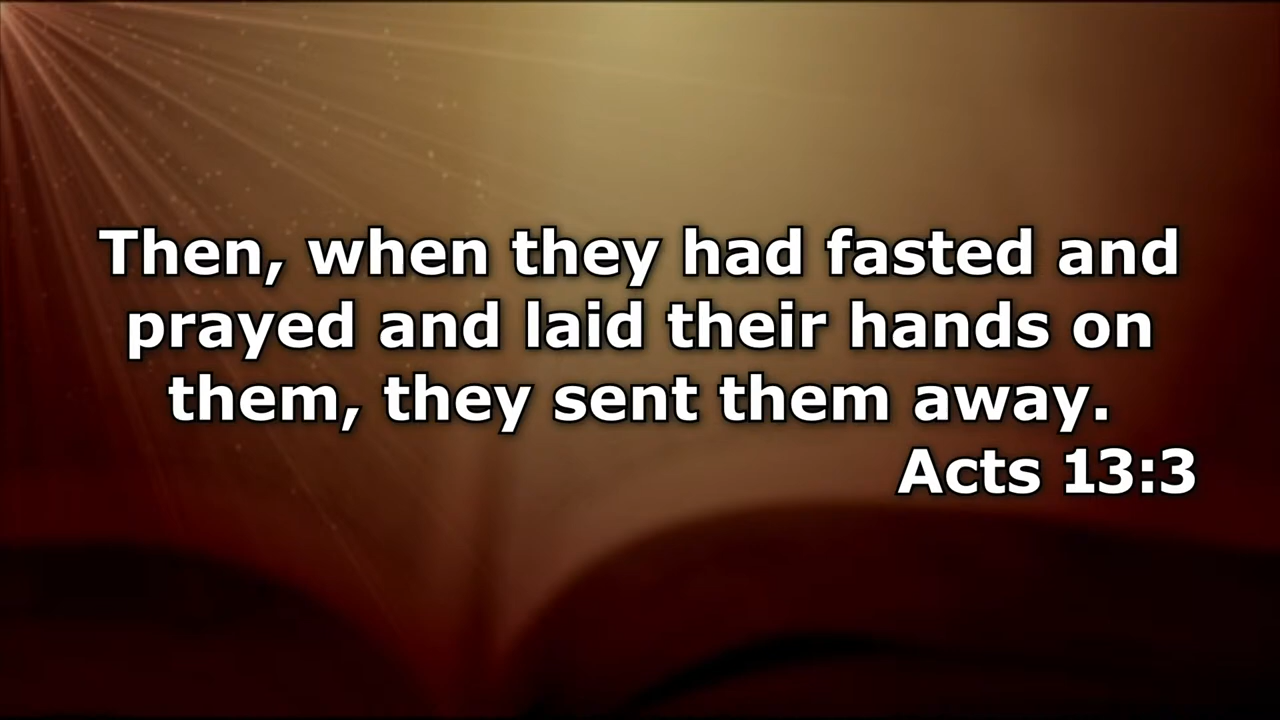 Then, when they had fasted and
prayed and laid their hands on
them, they sent them away.
Acts 13:3